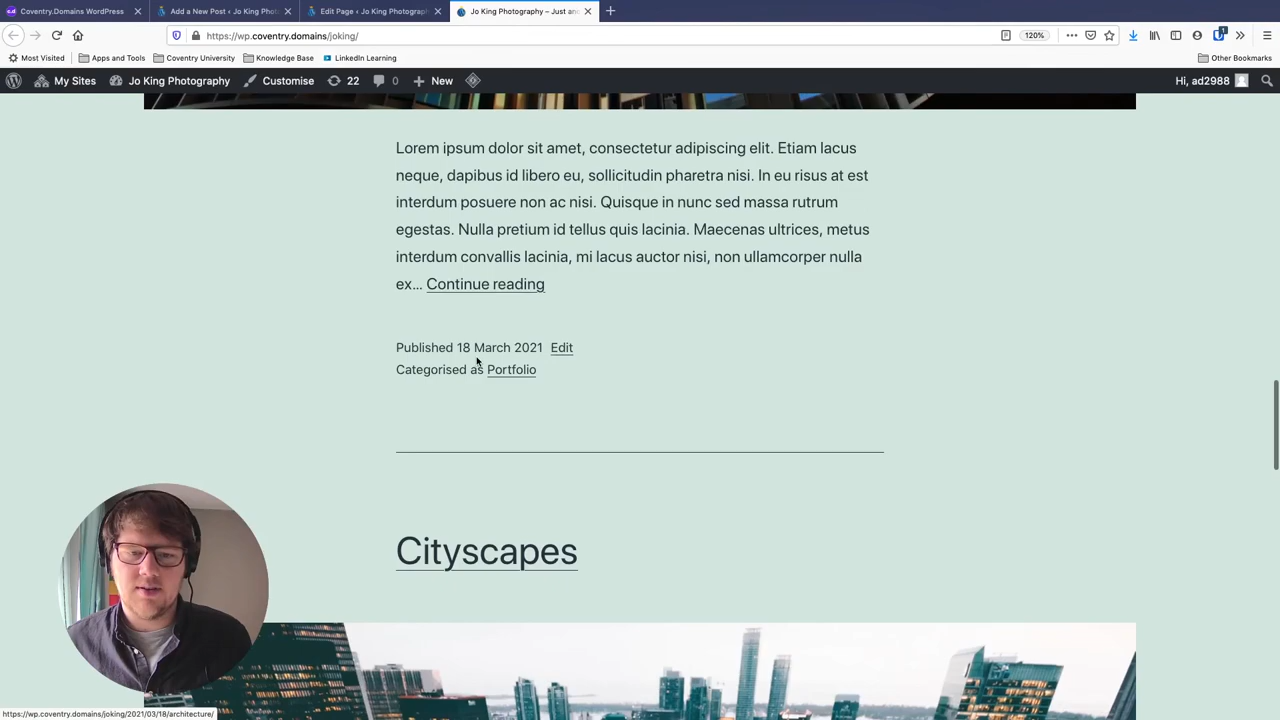 Coventry.Domains WordPress
Add a New Post ‹ Jo King Phot
Edit Page ‹ Jo King Photograph
Jo King Photography – Just an
https://wp.coventry.domains/joking/
120%
1
Most Visited
Apps and Tools
Coventry University
Knowledge Base
LinkedIn Learning
Other Bookmarks
My Sites
Jo King Photography
Customise
22
0
New
Hi, ad2988
Lorem ipsum dolor sit amet, consectetur adipiscing elit. Etiam lacus
neque, dapibus id libero eu, sollicitudin pharetra nisi. In eu risus at est
interdum posuere non ac nisi. Quisque in nunc sed massa rutrum
egestas. Nulla pretium id tellus quis lacinia. Maecenas ultrices, metus
interdum convallis lacinia, mi lacus auctor nisi, non ullamcorper nulla
ex… Continue reading
Published 18 March 2021 Edit
Categorised as Portfolio
Cityscapes
https://wp.coventry.domains/joking/2021/03/18/architecture/